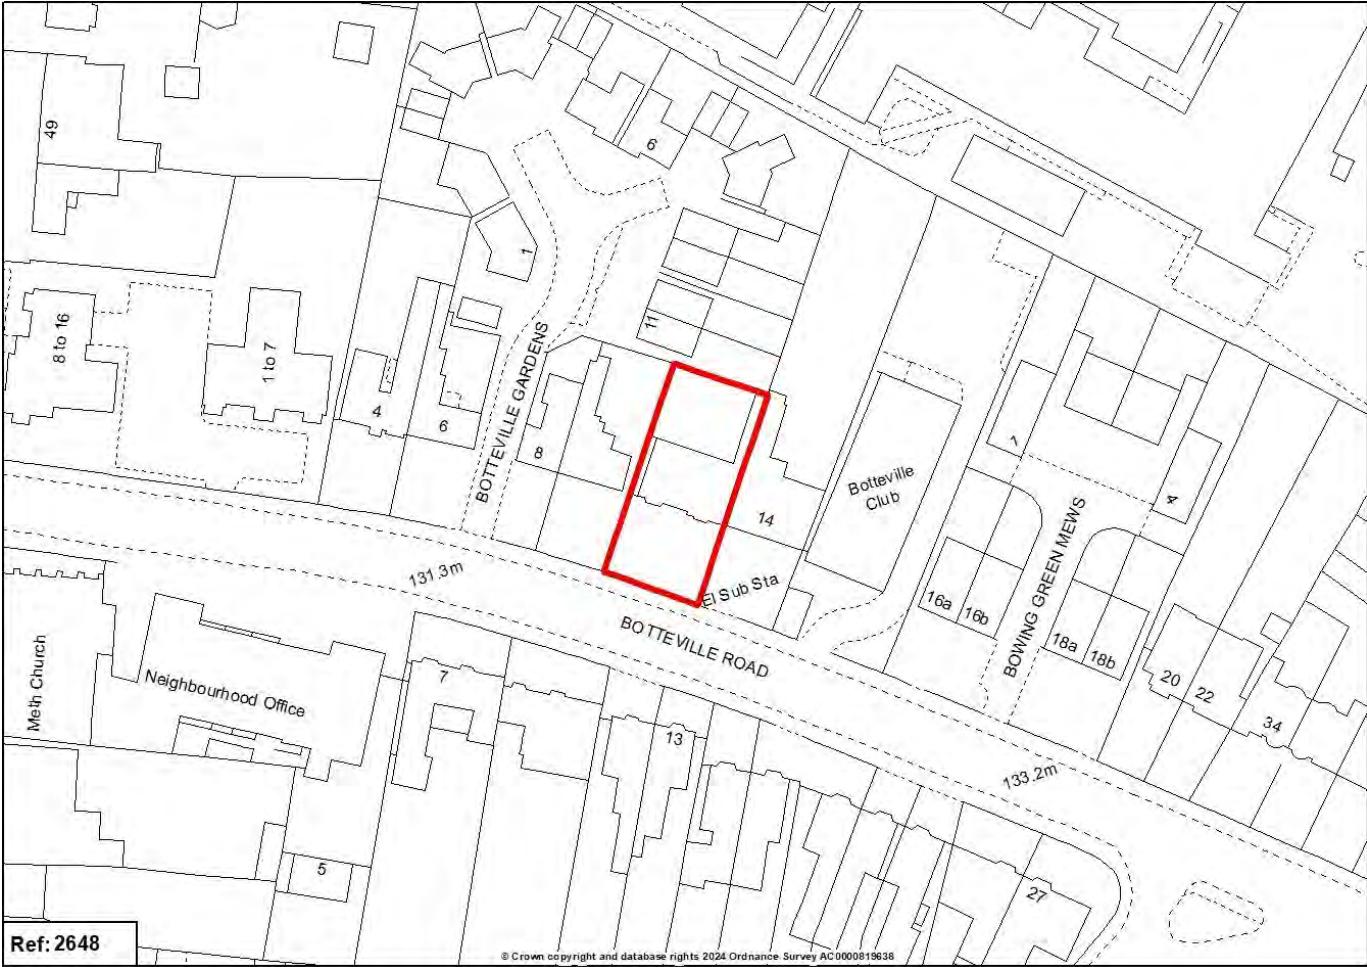 49
6
1
8 to 16
1 to 7
11
BOTTEVILLE GARDENS
4
6
8
14
Botteville
Club
7
4
BOWING GREEN MEWS
131.3m
El Sub Sta
16a
16b
BOTTEVILLE ROAD
18a
18b
Meth Church
Neighbourhood Office
7
13
20
22
34
133.2m
5
27
Ref: 2648
© Crown copyright and database rights 2024 Ordnance Survey AC0000819638